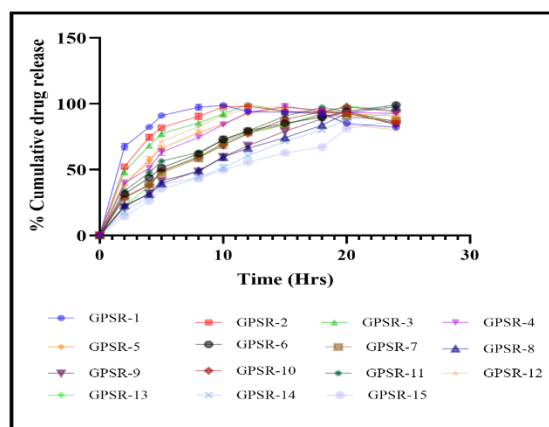 150
100
50
0
% Cumulative drug release
0 10 20 30
Time (Hrs)
GPSR-1 GPSR-2 GPSR-3 GPSR-4
GPSR-5 GPSR-6 GPSR-7 GPSR-8
GPSR-9 GPSR-10 GPSR-11 GPSR-12
GPSR-13 GPSR-14 GPSR-15